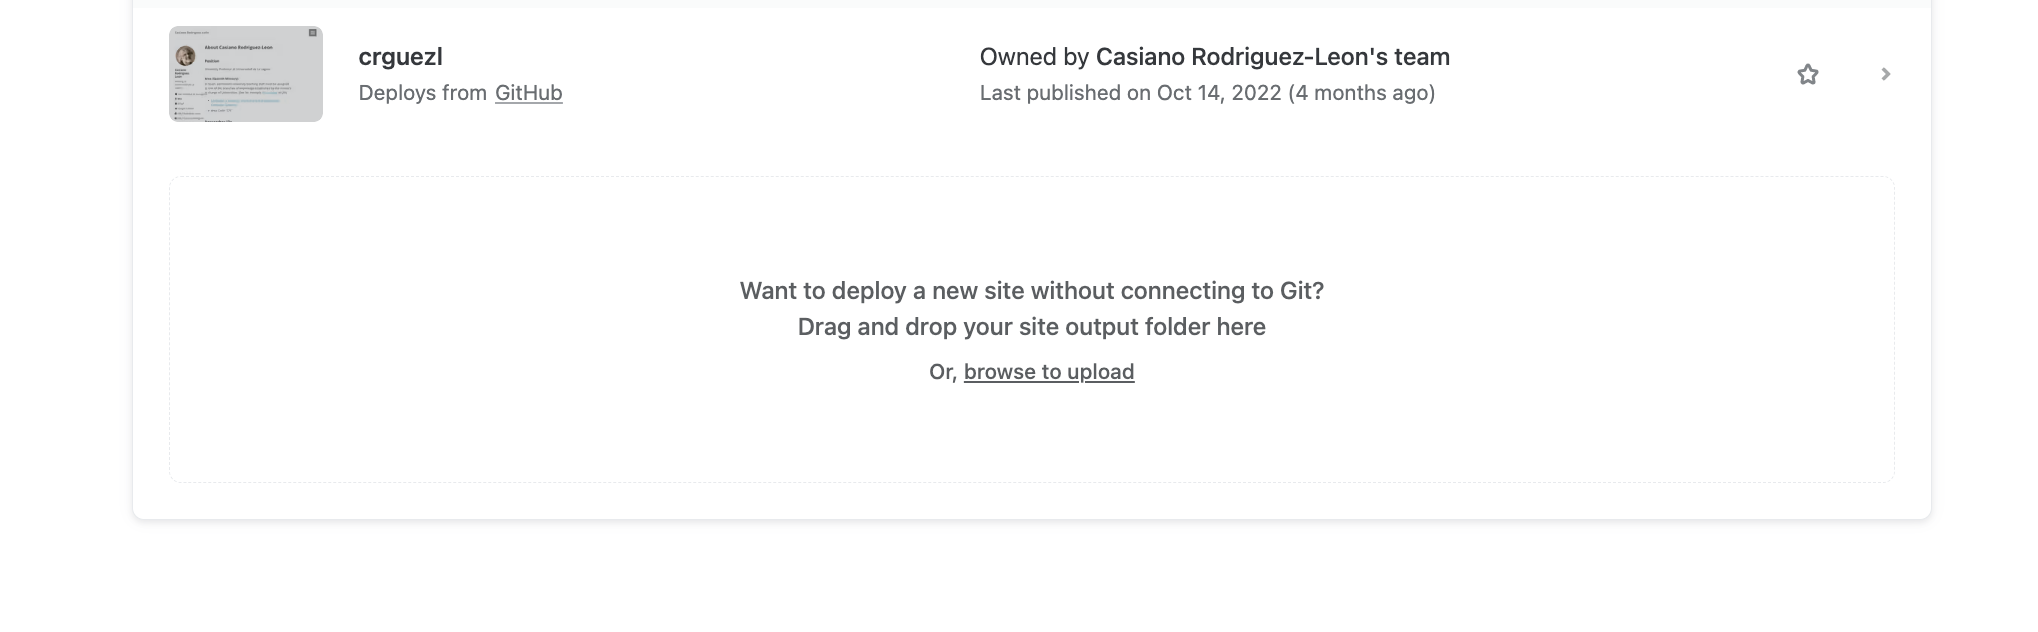 crguezl
Deploys from GitHub
Owned by Casiano Rodriguez-Leon's team
Last published on Oct 14, 2022 (4 months ago)
About Casiano Rodriguez-Leon
Want to deploy a new site without connecting to Git?
Drag and drop your site output folder here
Or, browse to upload